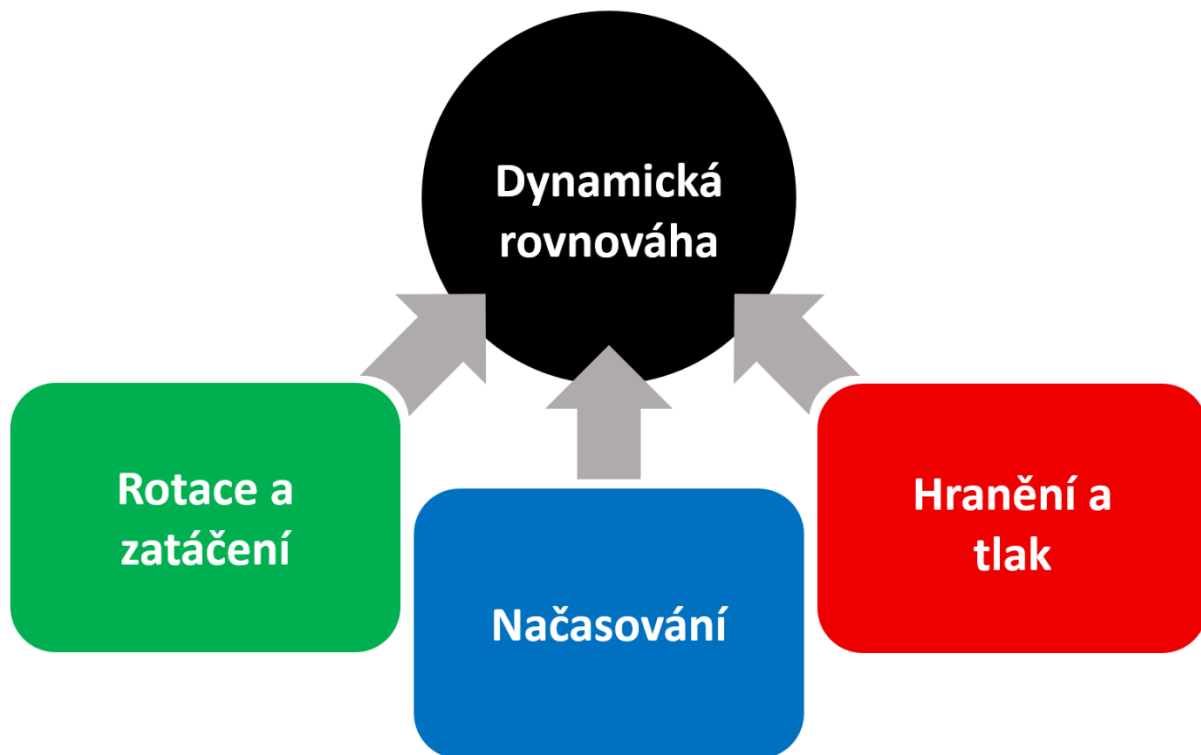 Dynamická
rovnováha
Rotace a
zatáčení
Načasování
Hranění a
tlak